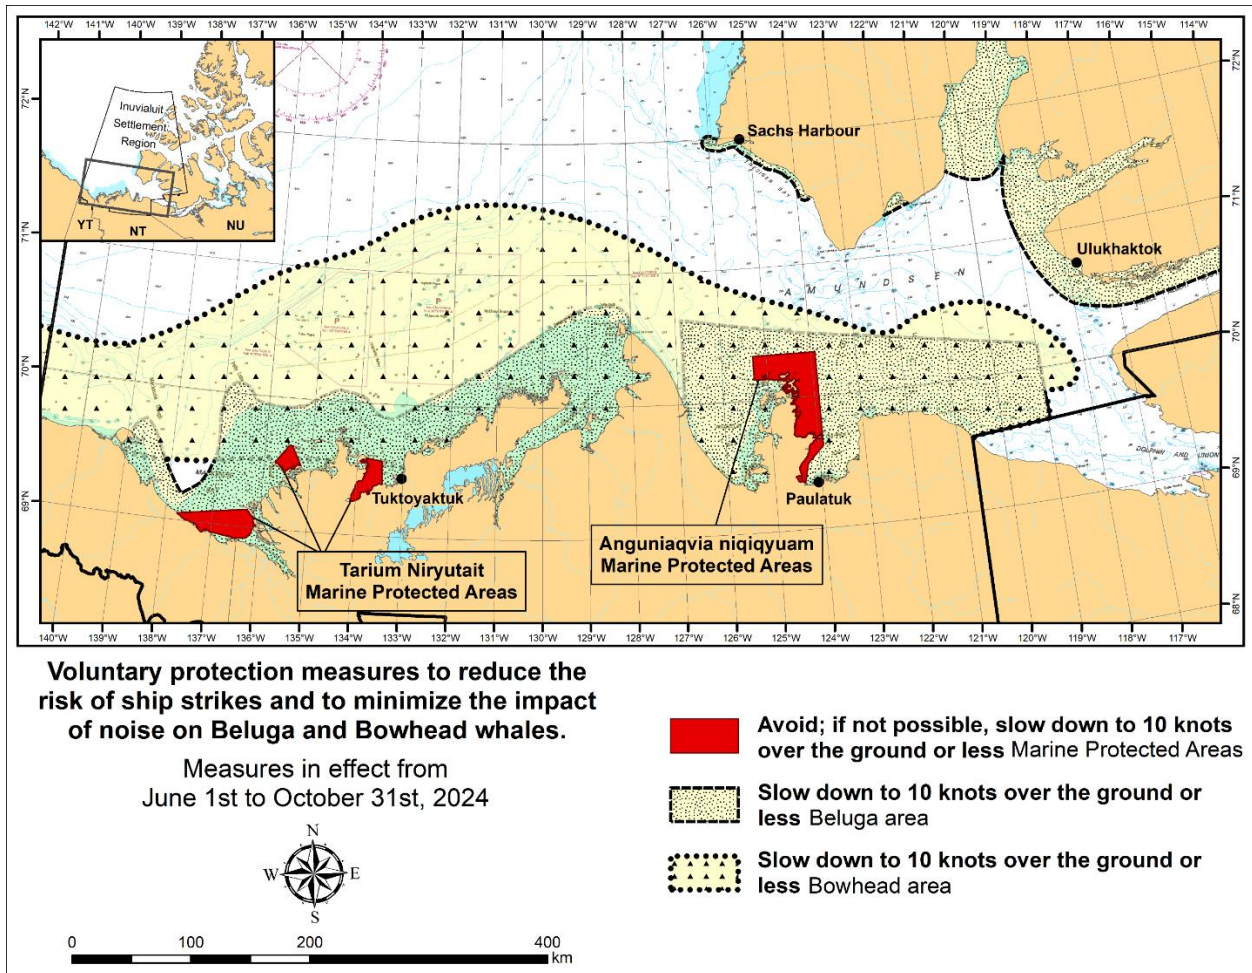 142°W 141°W 140°W 139°W 138°W 137°W 136°W 135°W 134°W 133°W 132°W 131°W 130°W 129°W 128°W 127°W 126°W 125°W 124°W 123°W 122°W 121°W 120°W 119°W 118°W 117°W 116°W 115°W 114°W
72°N
71°N
70°N
69°N
72°N
71°N
70°N
69°N
68°N
Inuvialuit
Settlement
Region
YT
NT
NU
Sachs Harbour
Ulukhaktok
AMUNDSEN
DOLPHIN AND UNION
Tuktoyaktuk
Paulatuk
Tarium Niryutait
Marine Protected Areas
Anguniaqvia niqiqyuam
Marine Protected Areas
140°W 139°W 138°W 137°W 136°W 135°W 134°W 133°W 132°W 131°W 130°W 129°W 128°W 127°W 126°W 125°W 124°W 123°W 122°W 121°W 120°W 119°W 118°W 117°W
Voluntary protection measures to reduce the
risk of ship strikes and to minimize the impact
of noise on Beluga and Bowhead whales.
Measures in effect from
June 1st to October 31st, 2024
N
W E
S
0 100 200 400
km
Avoid; if not possible, slow down to 10 knots
over the ground or less Marine Protected Areas
Slow down to 10 knots over the ground or
less Beluga area
Slow down to 10 knots over the ground or
less Bowhead area